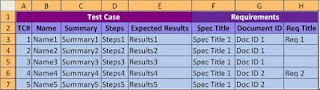 A B C D E F G H
1 Test Case Requirements
2 TC# Name Summary Steps Expected Results Spec Title Document ID Req Title
3 1 Name1 Summary1 Steps1 Results1 Spec Title 1 Doc ID 1 Req 1
4 2 Name2 Summary2 Steps2 Results2 Spec Title 1 Doc ID 1
5 3 Name3 Summary3 Steps3 Results3 Spec Title 1 Doc ID 1
6 4 Name4 Summary4 Steps4 Results4 Spec Title 1 Doc ID 2 Req 2
7 5 Name5 Summary5 Steps5 Results5 Spec Title 1 Doc ID 2